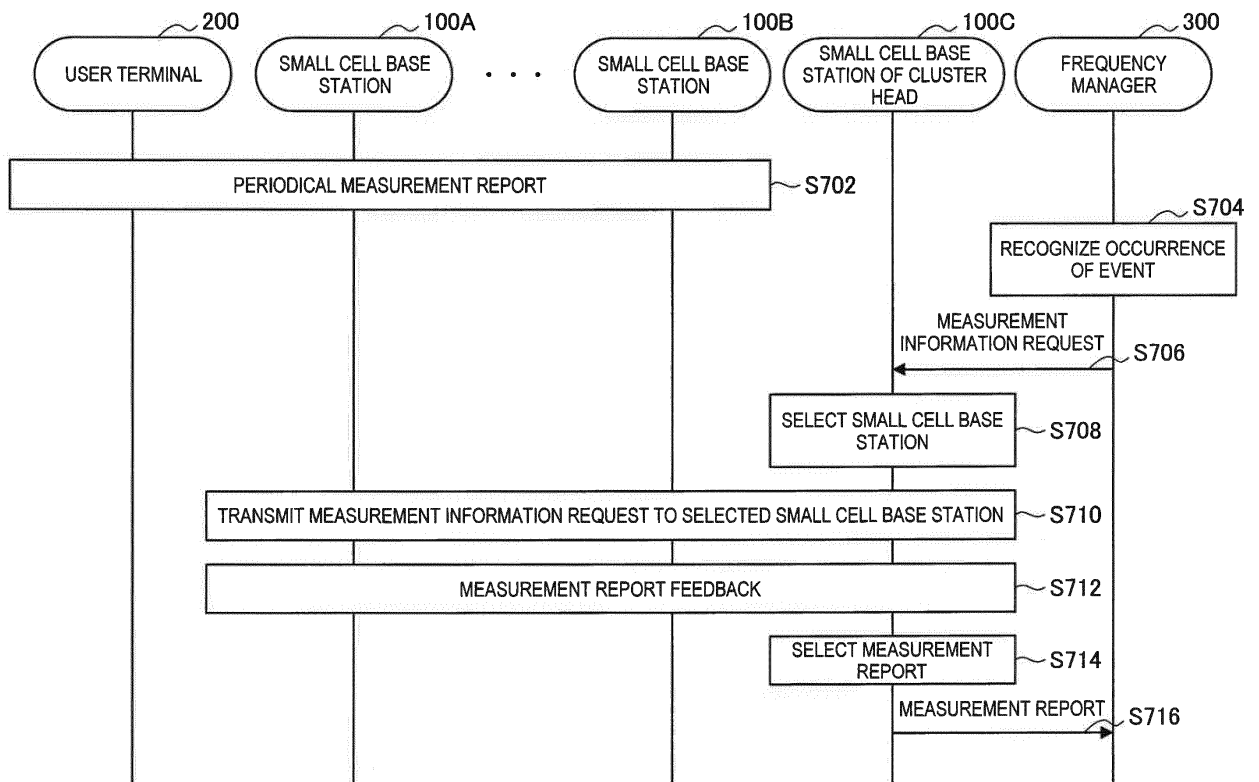 200
100A
100B
100C
300
USER TERMINAL
SMALL CELL BASE
STATION
. . .
SMALL CELL BASE
STATION
SMALL CELL BASE
STATION OF CLUSTER
HEAD
FREQUENCY
MANAGER
PERIODICAL MEASUREMENT REPORT
S702
S704
RECOGNIZE OCCURRENCE
OF EVENT
MEASUREMENT
INFORMATION REQUEST
S706
SELECT SMALL CELL BASE
STATION
S708
TRANSMIT MEASUREMENT INFORMATION REQUEST TO SELECTED SMALL CELL BASE STATION
S710
MEASUREMENT REPORT FEEDBACK
S712
SELECT MEASUREMENT
REPORT
S714
MEASUREMENT REPORT
S716